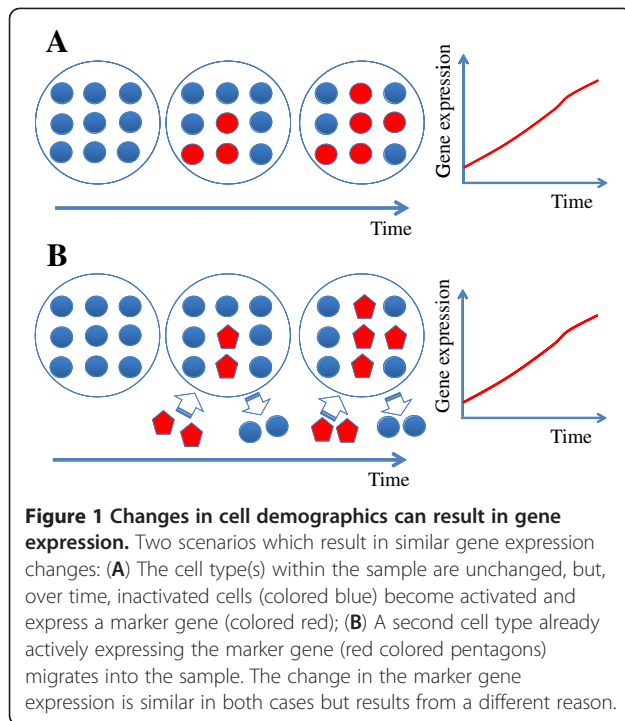 A
Gene expression
Time
Time
B
Gene expression
Time
Time
Figure 1 Changes in cell demographics can result in gene
expression. Two scenarios which result in similar gene expression
changes: (A) The cell type(s) within the sample are unchanged, but,
over time, inactivated cells (colored blue) become activated and
express a marker gene (colored red); (B) A second cell type already
actively expressing the marker gene (red colored pentagons)
migrates into the sample. The change in the marker gene
expression is similar in both cases but results from a different reason.